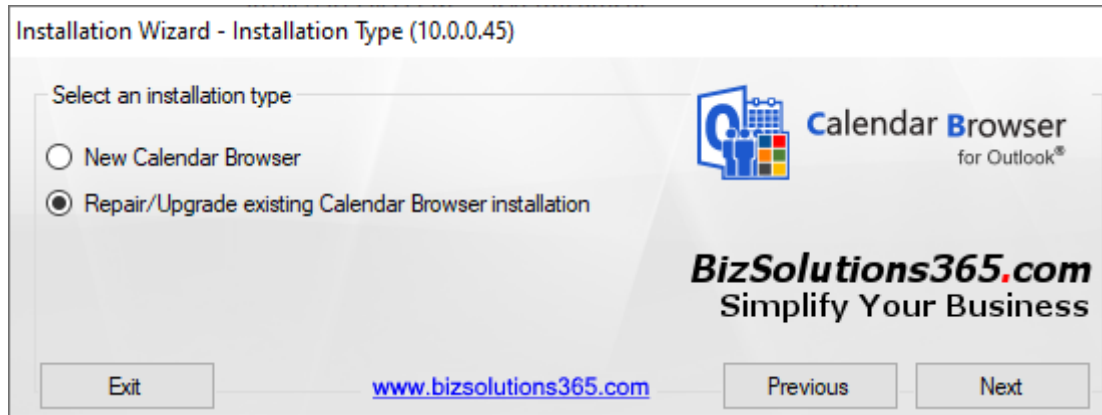 Installation Wizard - Installation Type (10.0.0.45)
Select an installation type
New Calendar Browser
Repair/Upgrade existing Calendar Browser installation
Calendar Browser
for Outlook®
BizSolutions365.com
Simplify Your Business
Exit
www.bizsolutions365.com
Previous
Next